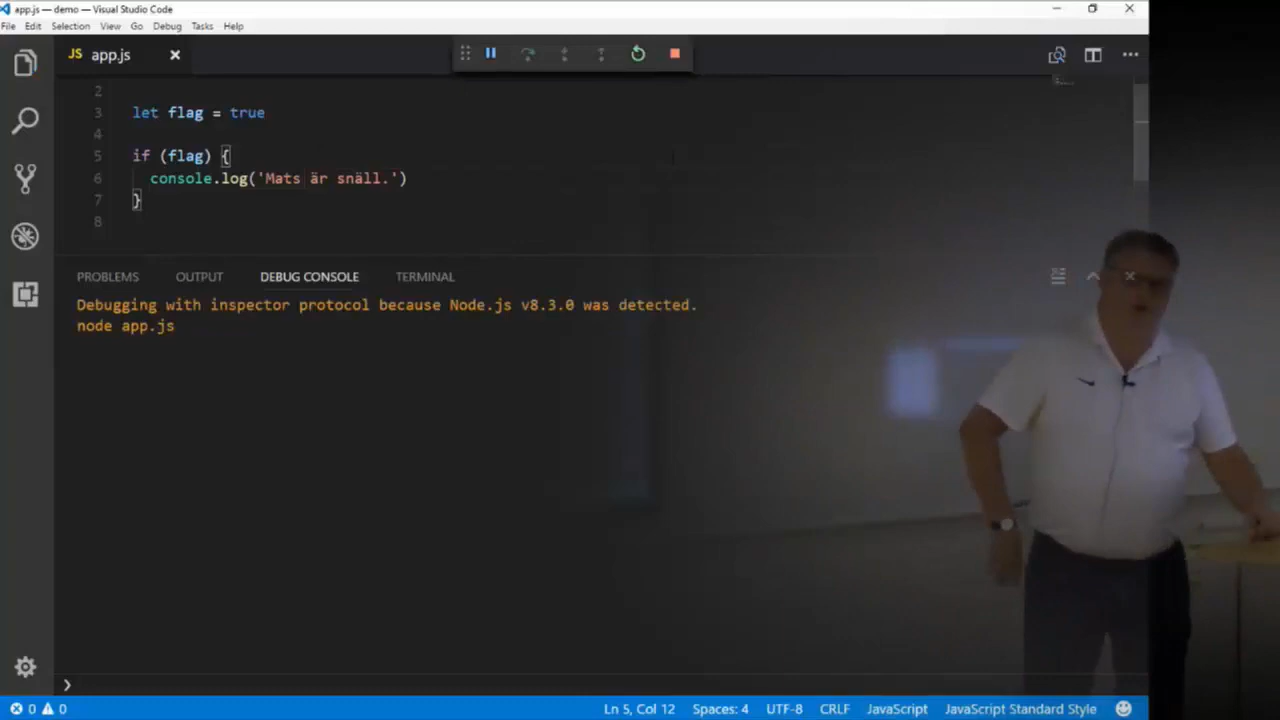 app.js — demo — Visual Studio Code
File Edit Selection View Go Debug Tasks Help
JS app.js
2
3 let flag = true
4
5 if (flag) {
6 console.log('Mats är snäll.')
7 }
8
PROBLEMS OUTPUT DEBUG CONSOLE TERMINAL
Debugging with inspector protocol because Node.js v8.3.0 was detected.
node app.js
❯
0 0 Ln 5, Col 12 Spaces: 4 UTF-8 CRLF JavaScript JavaScript Standard Style